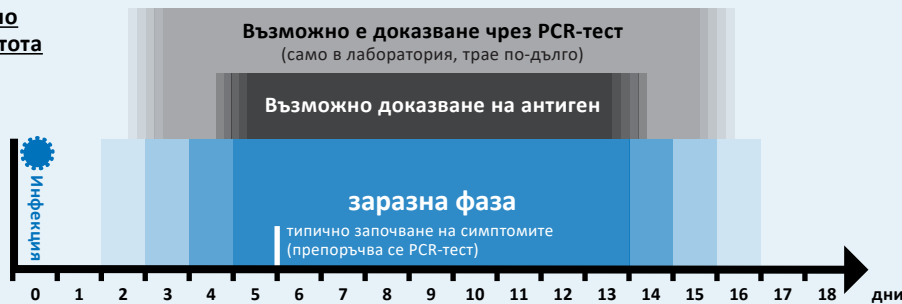 но
тота
Възможно е доказване чрез PCR-тест
(само в лаборатория, трае по-дълго)
Възможно доказване на антиген
Инфекция
заразна фаза
типично започване на симптомите
(препоръчва се PCR-тест)
0 1 2 3 4 5 6 7 8 9 10 11 12 13 14 15 16 17 18 дни